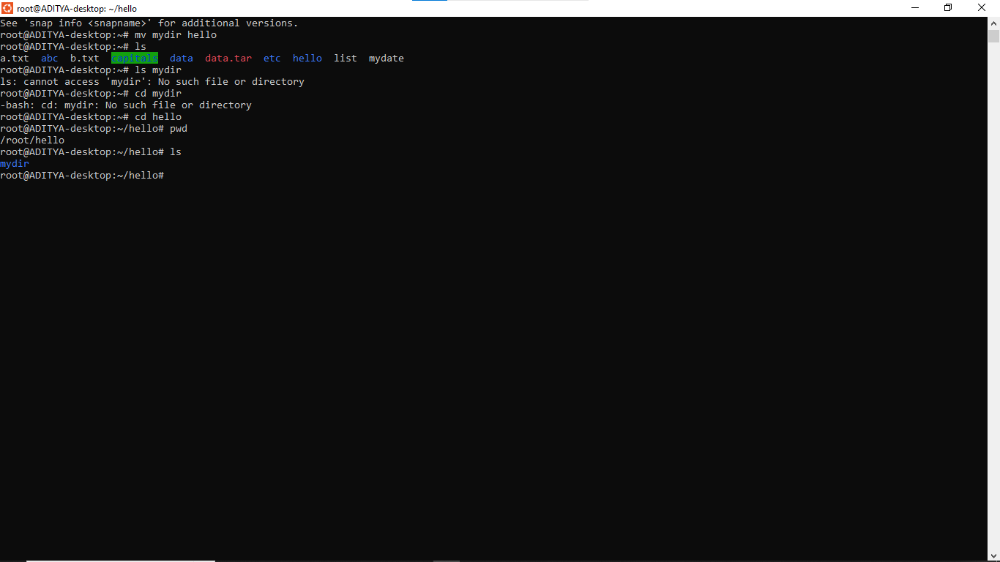 root@ADITYA-desktop: ~/hello
See 'snap info <snapname>' for additional versions.
root@ADITYA-desktop:~# mv mydir hello
root@ADITYA-desktop:~# ls
a.txt  abc  b.txt  capitals  data  data.tar  etc  hello  list  mydate
root@ADITYA-desktop:~# ls mydir
ls: cannot access 'mydir': No such file or directory
root@ADITYA-desktop:~# cd mydir
-bash: cd: mydir: No such file or directory
root@ADITYA-desktop:~# cd hello
root@ADITYA-desktop:~/hello# pwd
/root/hello
root@ADITYA-desktop:~/hello# ls
mydir
root@ADITYA-desktop:~/hello#